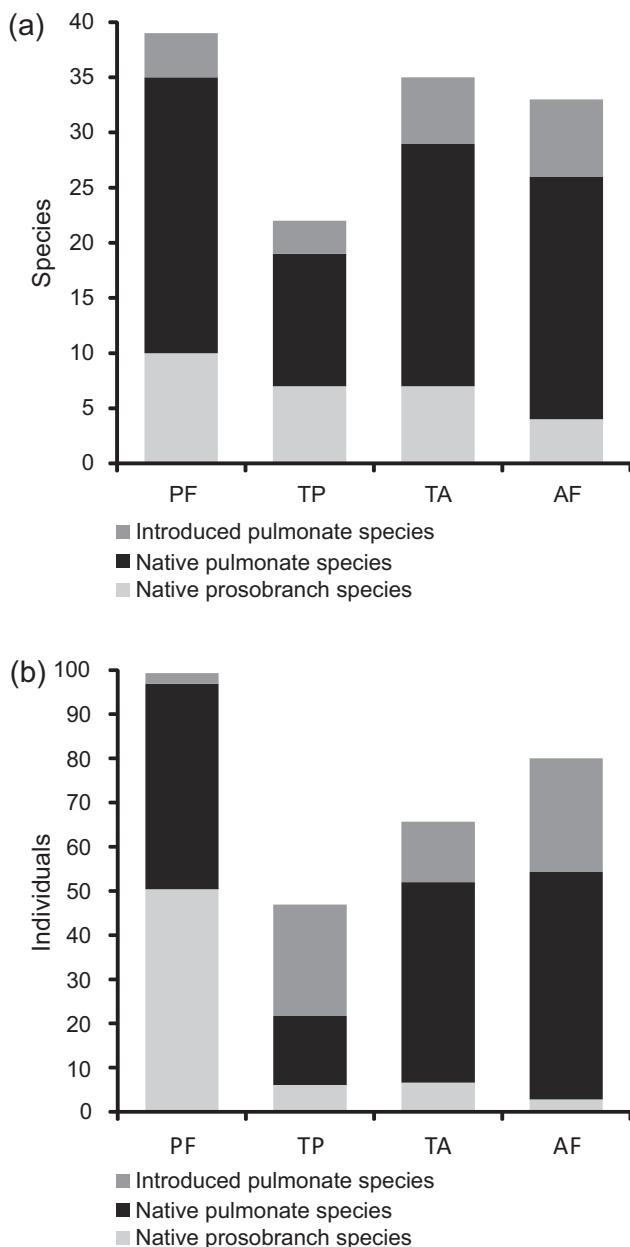 (a)
40
35
30
25
20
15
10
5
0
Species
PF TP TA AF
Introduced pulmonate species
Native pulmonate species
Native prosobranch species
(b)
100
90
80
70
60
50
40
30
20
10
0
Individuals
PF TP TA AF
Introduced pulmonate species
Native pulmonate species
Native prosobranch species